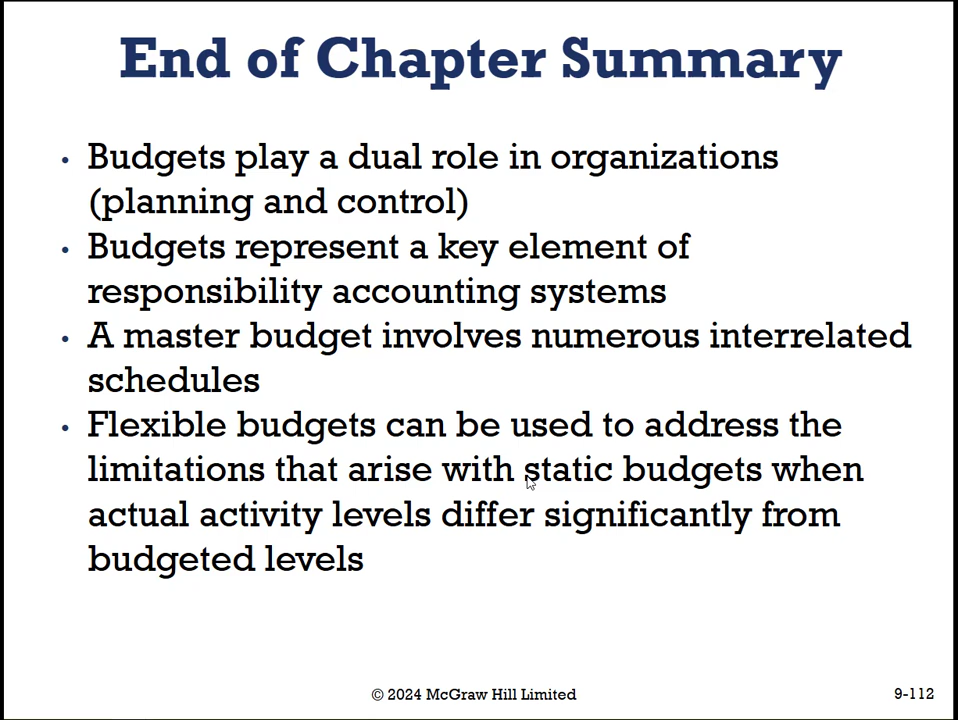 End of Chapter Summary
• Budgets play a dual role in organizations
(planning and control)
• Budgets represent a key element of
responsibility accounting systems
• A master budget involves numerous interrelated
schedules
• Flexible budgets can be used to address the
limitations that arise with static budgets when
actual activity levels differ significantly from
budgeted levels
© 2024 McGraw Hill Limited
9-112